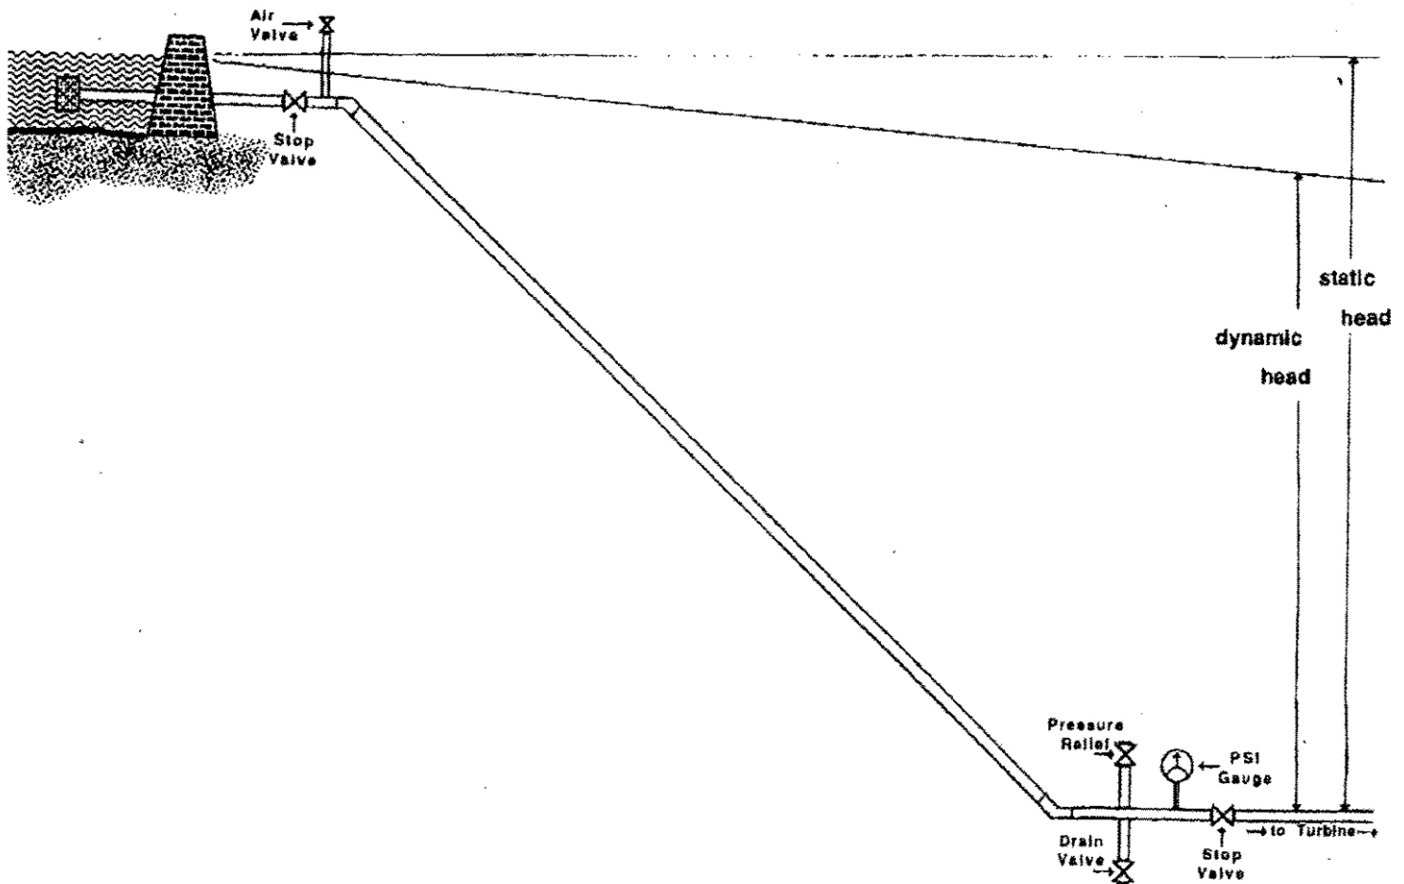 Air
Valve
Stop
Valve
static
head
dynamic
head
Pressure
Relief
PSI
Gauge
to Turbine
Drain
Valve
Stop
Valve